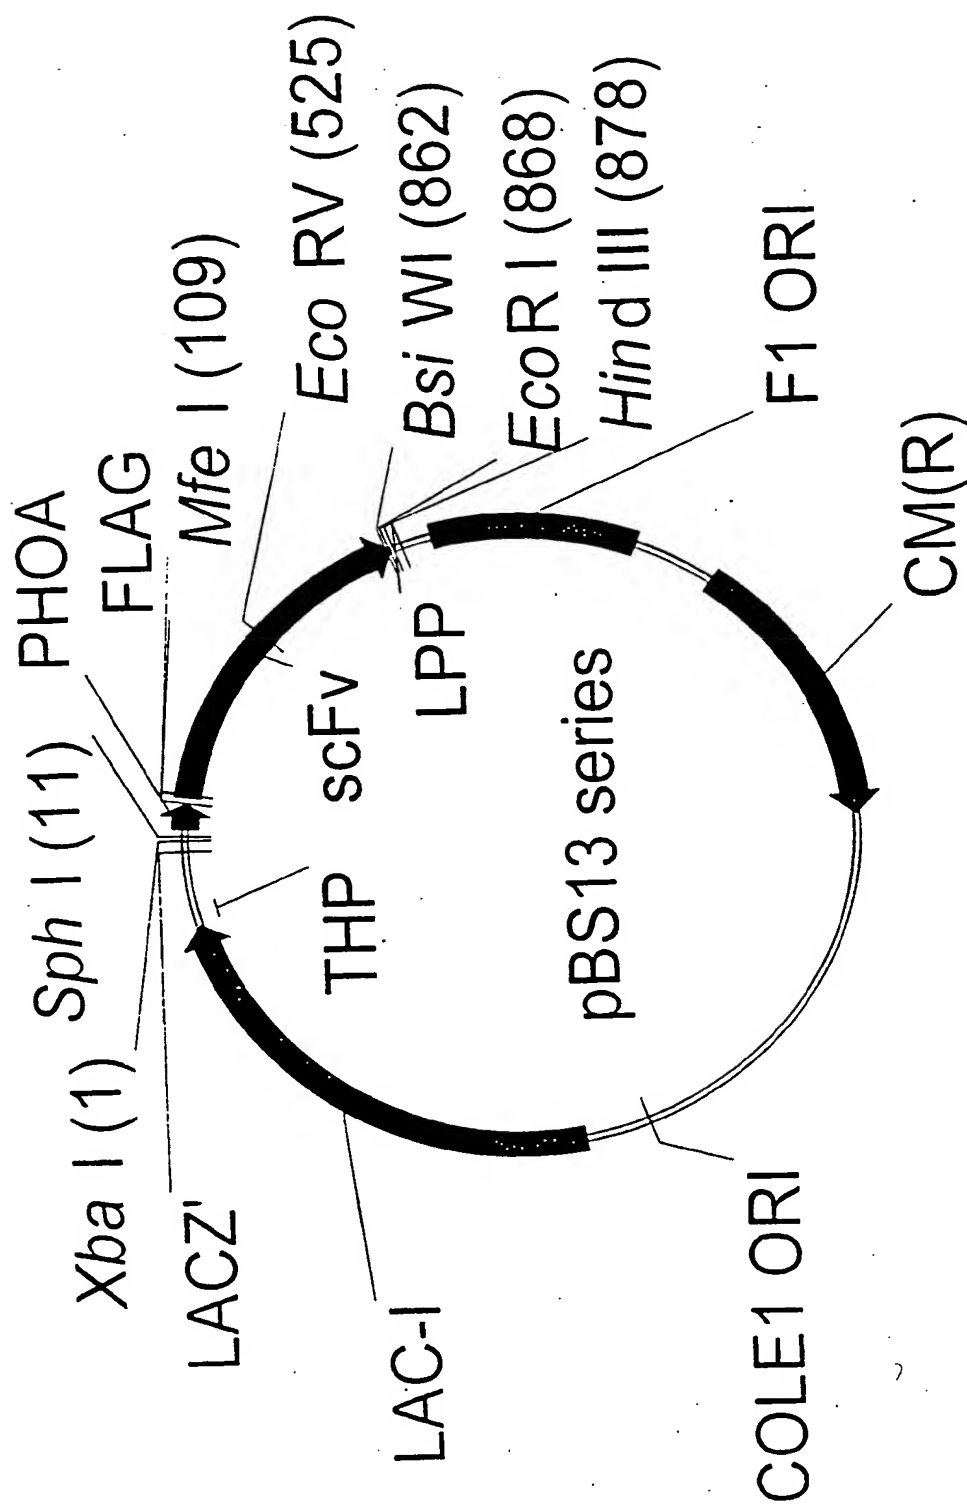 Xba I (1)
Sph I (11)
PHOA
FLAG
Mfe I (109)
LACZ'
Eco RV (525)
THP
scFv
Bsi WI (862)
LAC-I
LPP
EcoR I (868)
Hind III (878)
pBS13 series
F1 ORI
COLE1 ORI
CM(R)